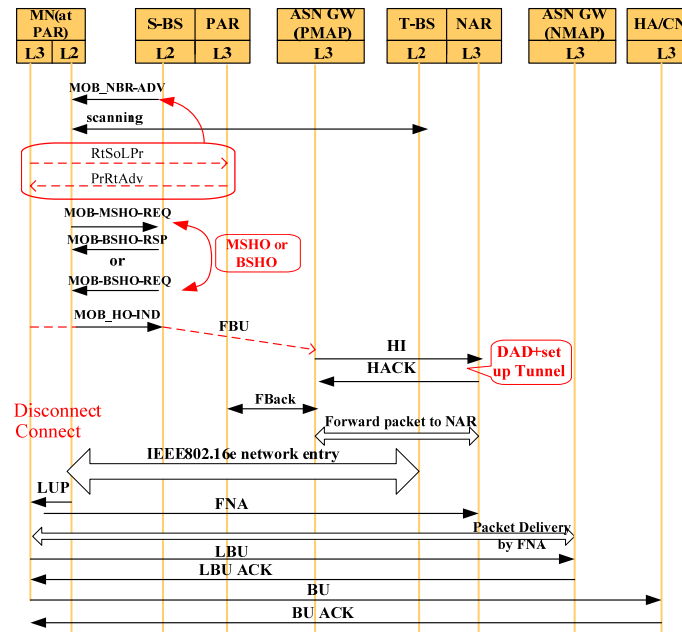 MN(at PAR)
S-BS
PAR
ASN GW (PMAP)
T-BS
NAR
ASN GW (NMAP)
HA/CN
L3
L2
L2
L3
L3
L2
L3
L3
L3
MOB_NBR-ADV
scanning
RtSoLPr
PrRtAdv
MOB-MSHO-REQ
MOB-BSHO-RSP
or
MOB-BSHO-REQ
MSHO or
BSHO
MOB_HO-IND
FBU
HI
HACK
DAD+set
up Tunnel
FBack
Disconnect
Connect
Forward packet to NAR
IEEE802.16e network entry
LUP
FNA
Packet Delivery
by FNA
LBU
LBU ACK
BU
BU ACK